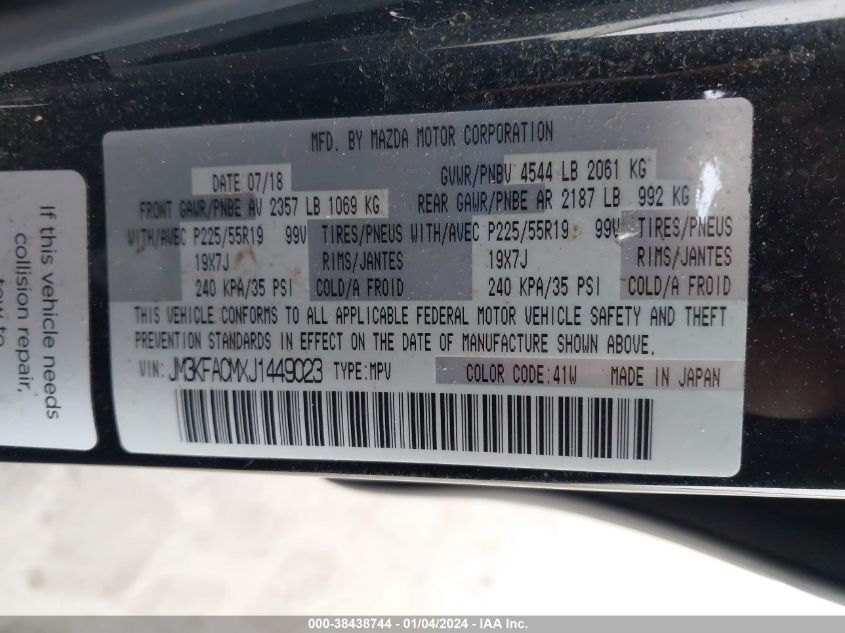 MFD. BY MAZDA MOTOR CORPORATION
DATE 07/18 GVWR/PNBV 4544 LB 2061 KG
FRONT GAWR/PNBE AV 2357 LB 1069 KG REAR GAWR/PNBE AR 2187 LB 992 KG
WITH/AVEC P225/55R19 99V TIRES/PNEUS WITH/AVEC P225/55R19 99V TIRES/PNEUS
19X7J RIMS/JANTES 19X7J RIMS/JANTES
240 KPA/35 PSI COLD/A FROID 240 KPA/35 PSI COLD/A FROID
THIS VEHICLE CONFORMS TO ALL APPLICABLE FEDERAL MOTOR VEHICLE SAFETY AND THEFT
PREVENTION STANDARDS IN EFFECT ON THE DATE OF MANUFACTURE SHOWN ABOVE.
VIN: JM3KFACMXJ1449023 TYPE:MPV COLOR CODE:41W MADE IN JAPAN
If this vehicle needs
collision repair,
tow to
000-38438744 - 01/04/2024 - IAA Inc.